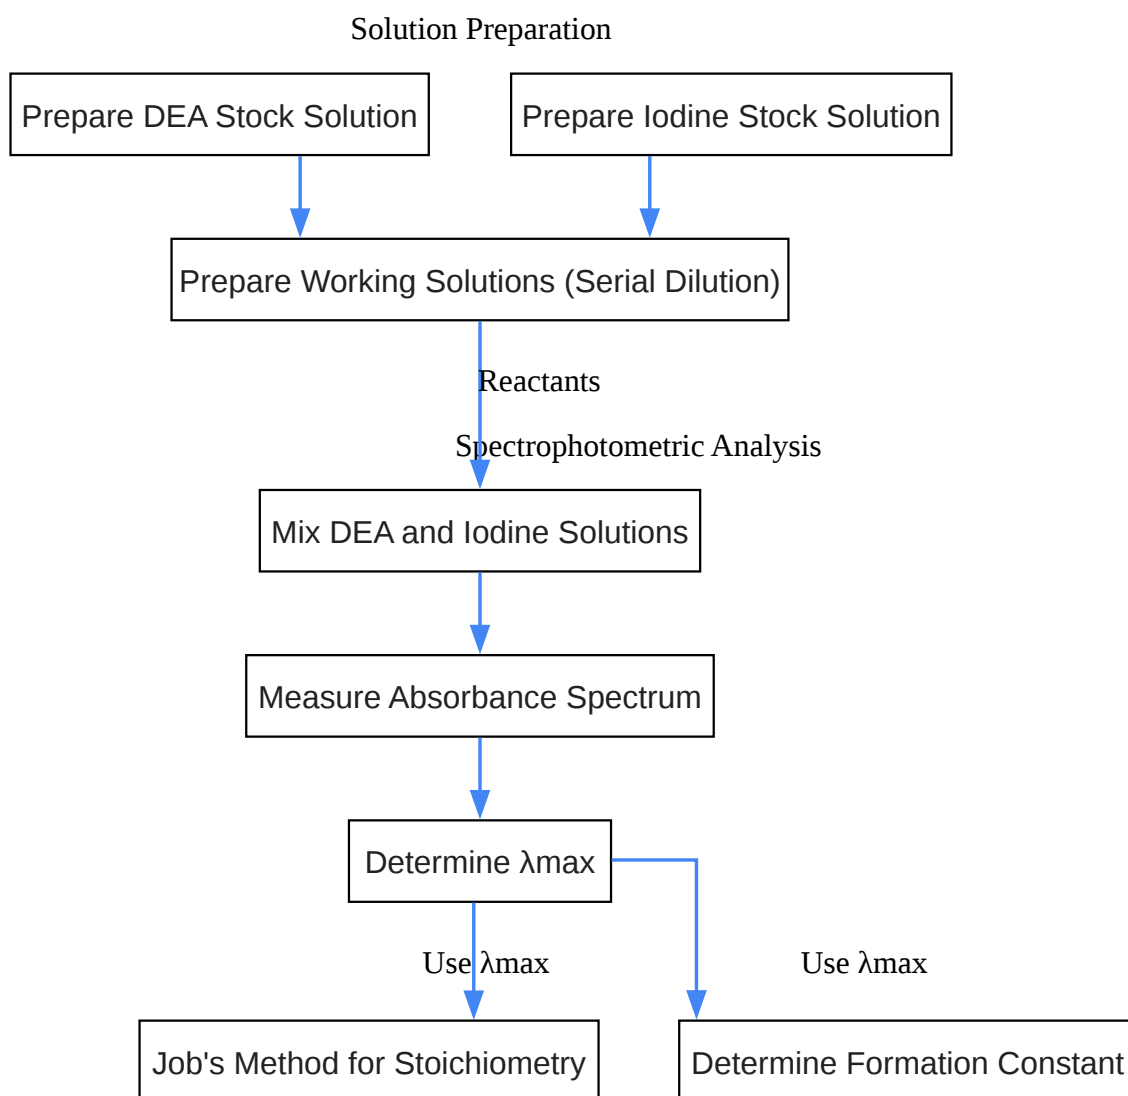 Solution Preparation
Prepare DEA Stock Solution
Prepare Iodine Stock Solution
Prepare Working Solutions (Serial Dilution)
Reactants
Spectrophotometric Analysis
Mix DEA and Iodine Solutions
Measure Absorbance Spectrum
Determine λmax
Use λmax
Use λmax
Job's Method for Stoichiometry
Determine Formation Constant